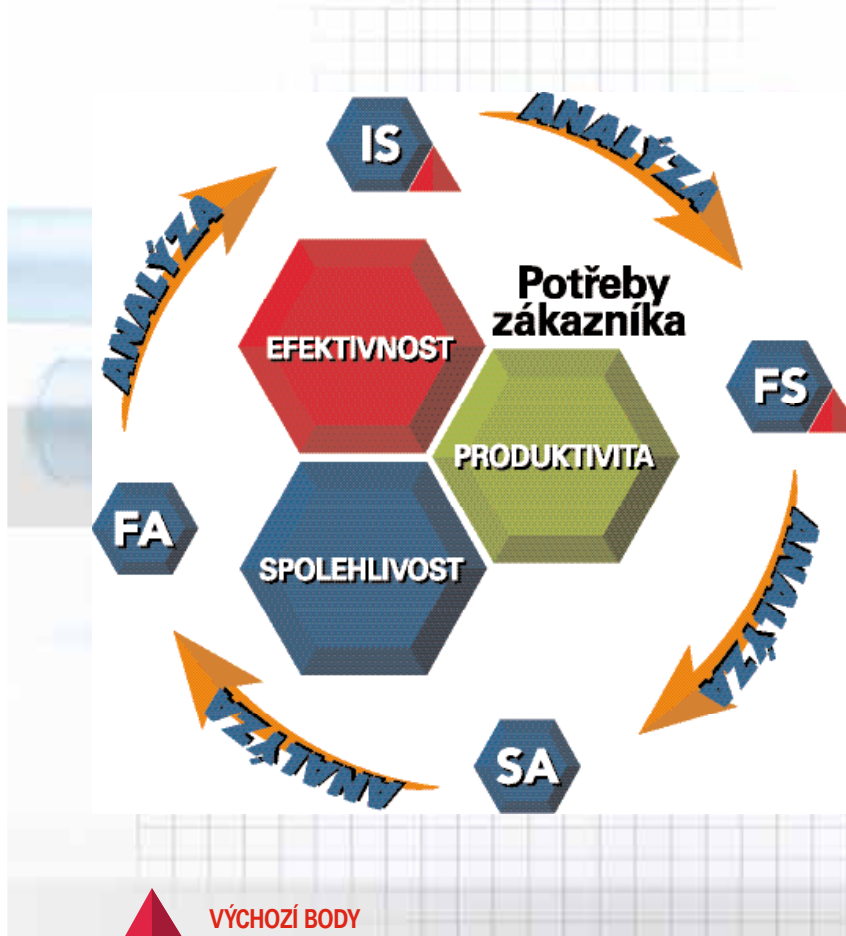 IS
ANALÝZA
ANALÝZA
Potřeby
zákazníka
EFEKTIVNOST
FS
PRODUKTIVITA
FA
SPOLEHLIVOST
ANALÝZA
ANALÝZA
SA
VÝCHOZÍ BODY